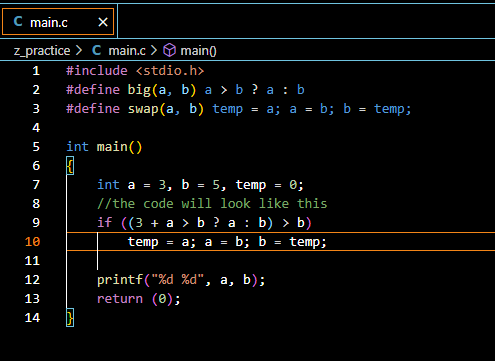 C main.c ×
z_practice > C main.c > main()
1 #include <stdio.h>
2 #define big(a, b) a > b ? a : b
3 #define swap(a, b) temp = a; a = b; b = temp;
4
5 int main()
6 {
7     int a = 3, b = 5, temp = 0;
8     //the code will look like this
9     if ((3 + a > b ? a : b) > b)
10         temp = a; a = b; b = temp;
11
12     printf("%d %d", a, b);
13     return (0);
14 }